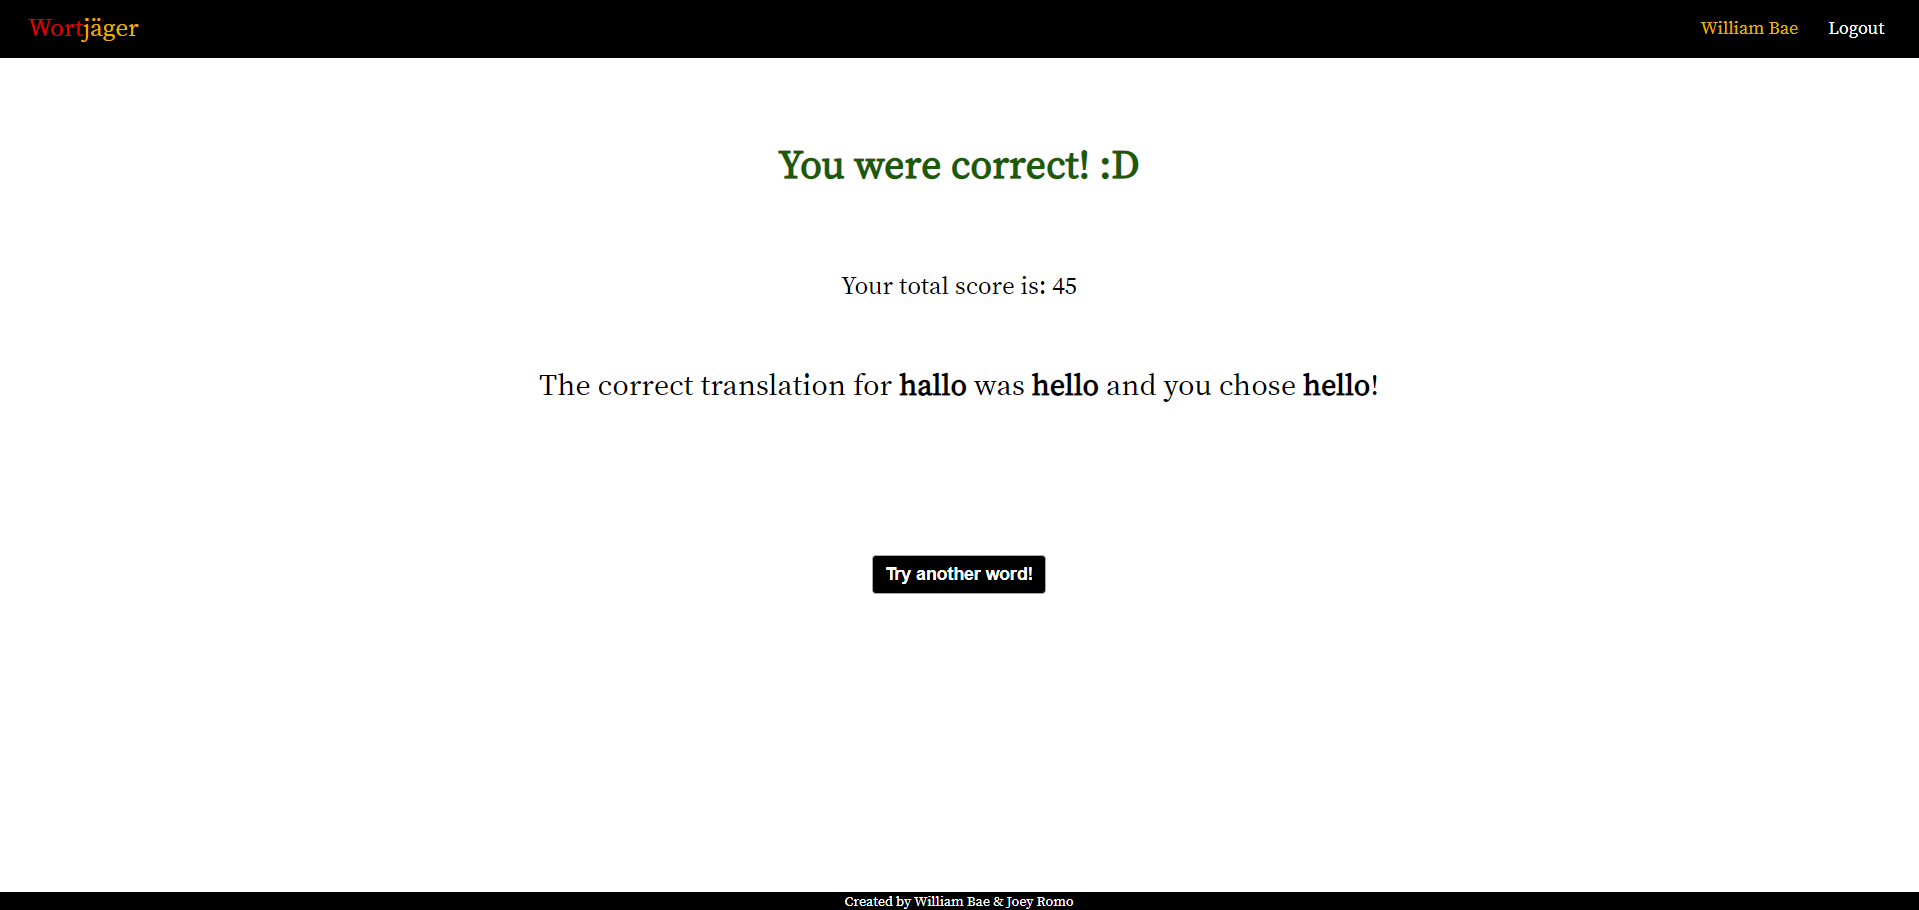 Wortjäger
William Bae Logout
You were correct! :D
Your total score is: 45
The correct translation for hallo was hello and you chose hello!
Try another word!
Created by William Bae & Joey Romo